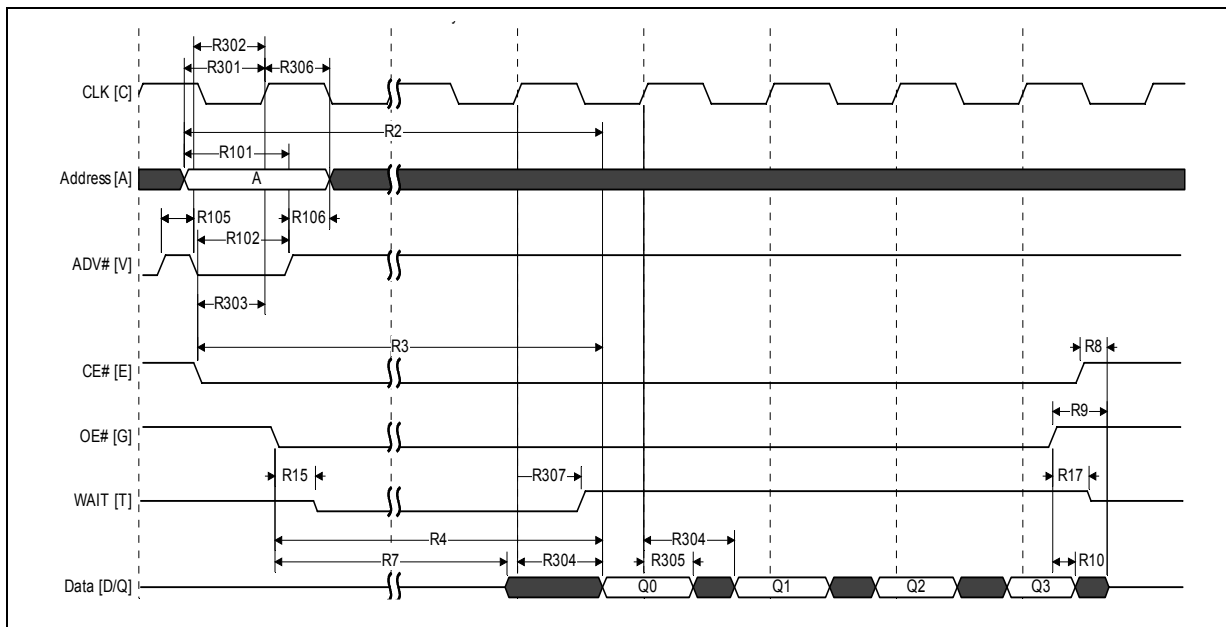 R302
R301 R306
CLK [C]
R2
R101
Address [A] A
R105 R106
R102
ADV# [V]
R303
R3
R8
CE# [E]
R9
OE# [G]
R15 R307 R17
WAIT [T]
R4 R304
R7 R304 R305 R10
Data [D/Q] Q0 Q1 Q2 Q3